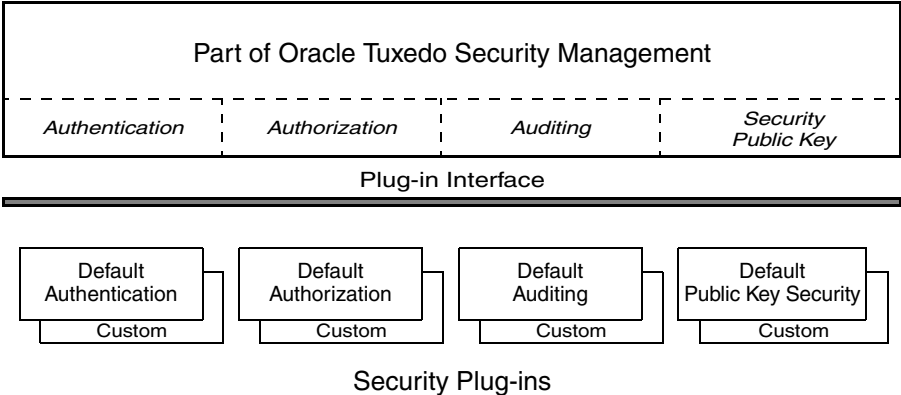 Part of Oracle Tuxedo Security Management
Authentication
Authorization
Auditing
Security
Public Key
Plug-in Interface
Default
Authentication
Custom
Default
Authorization
Custom
Default
Auditing
Custom
Default
Public Key Security
Custom
Security Plug-ins